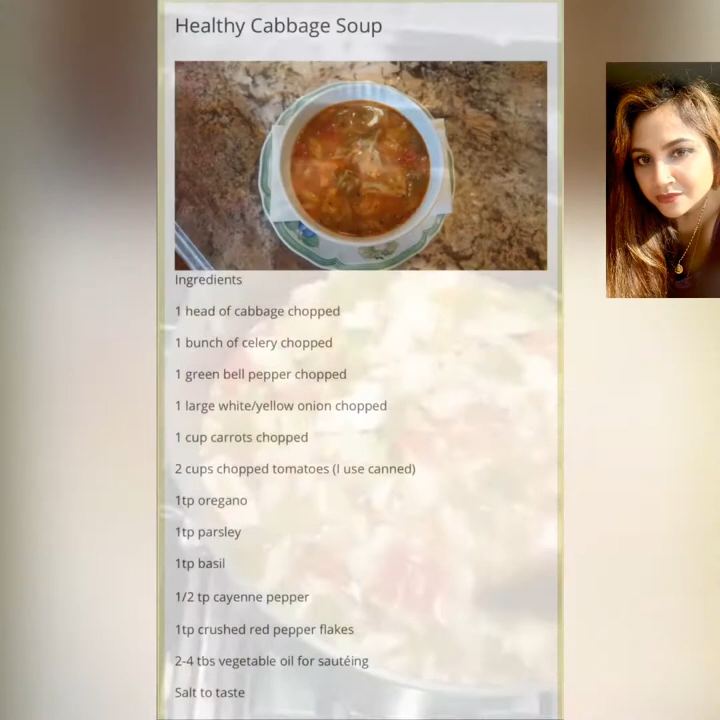 Healthy Cabbage Soup
Ingredients
1 head of cabbage chopped
1 bunch of celery chopped
1 green bell pepper chopped
1 large white/yellow onion chopped
1 cup carrots chopped
2 cups chopped tomatoes (I use canned)
1tp oregano
1tp parsley
1tp basil
1/2 tp cayenne pepper
1tp crushed red pepper flakes
2-4 tbs vegetable oil for sautéing
Salt to taste